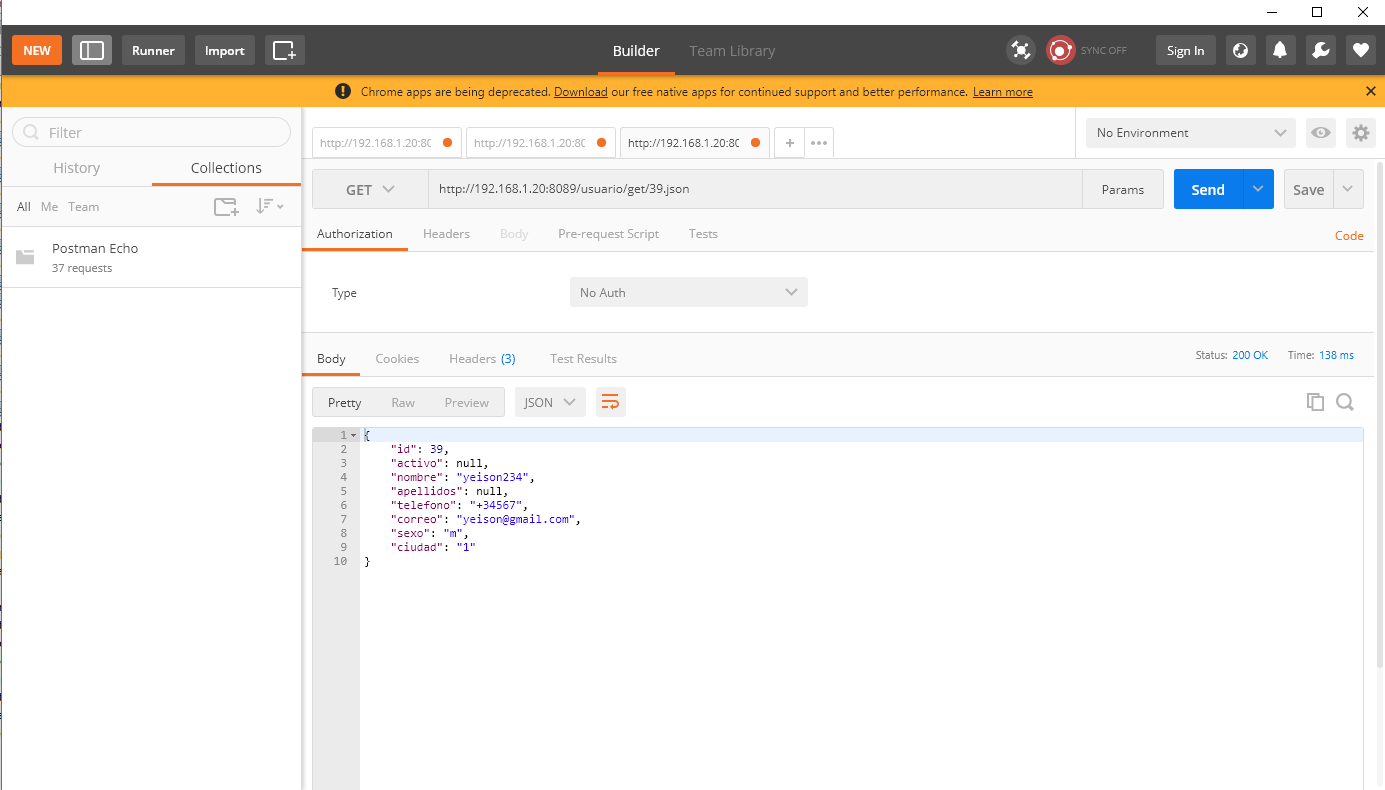 NEW Runner Import Builder Team Library SYNC OFF Sign In
Chrome apps are being deprecated. Download our free native apps for continued support and better performance. Learn more
Filter
History Collections
All Me Team
Postman Echo
37 requests
http://192.168.1.20:80 http://192.168.1.20:80 http://192.168.1.20:80 + ••• No Environment
GET http://192.168.1.20:8089/usuario/get/39.json Params Send Save
Authorization Headers Body Pre-request Script Tests Code
Type No Auth
Body Cookies Headers (3) Test Results Status: 200 OK Time: 138 ms
Pretty Raw Preview JSON
1 {
2 "id": 39,
3 "activo": null,
4 "nombre": "yeison234",
5 "apellidos": null,
6 "telefono": "+34567",
7 "correo": "yeison@gmail.com",
8 "sexo": "m",
9 "ciudad": "1"
10 }